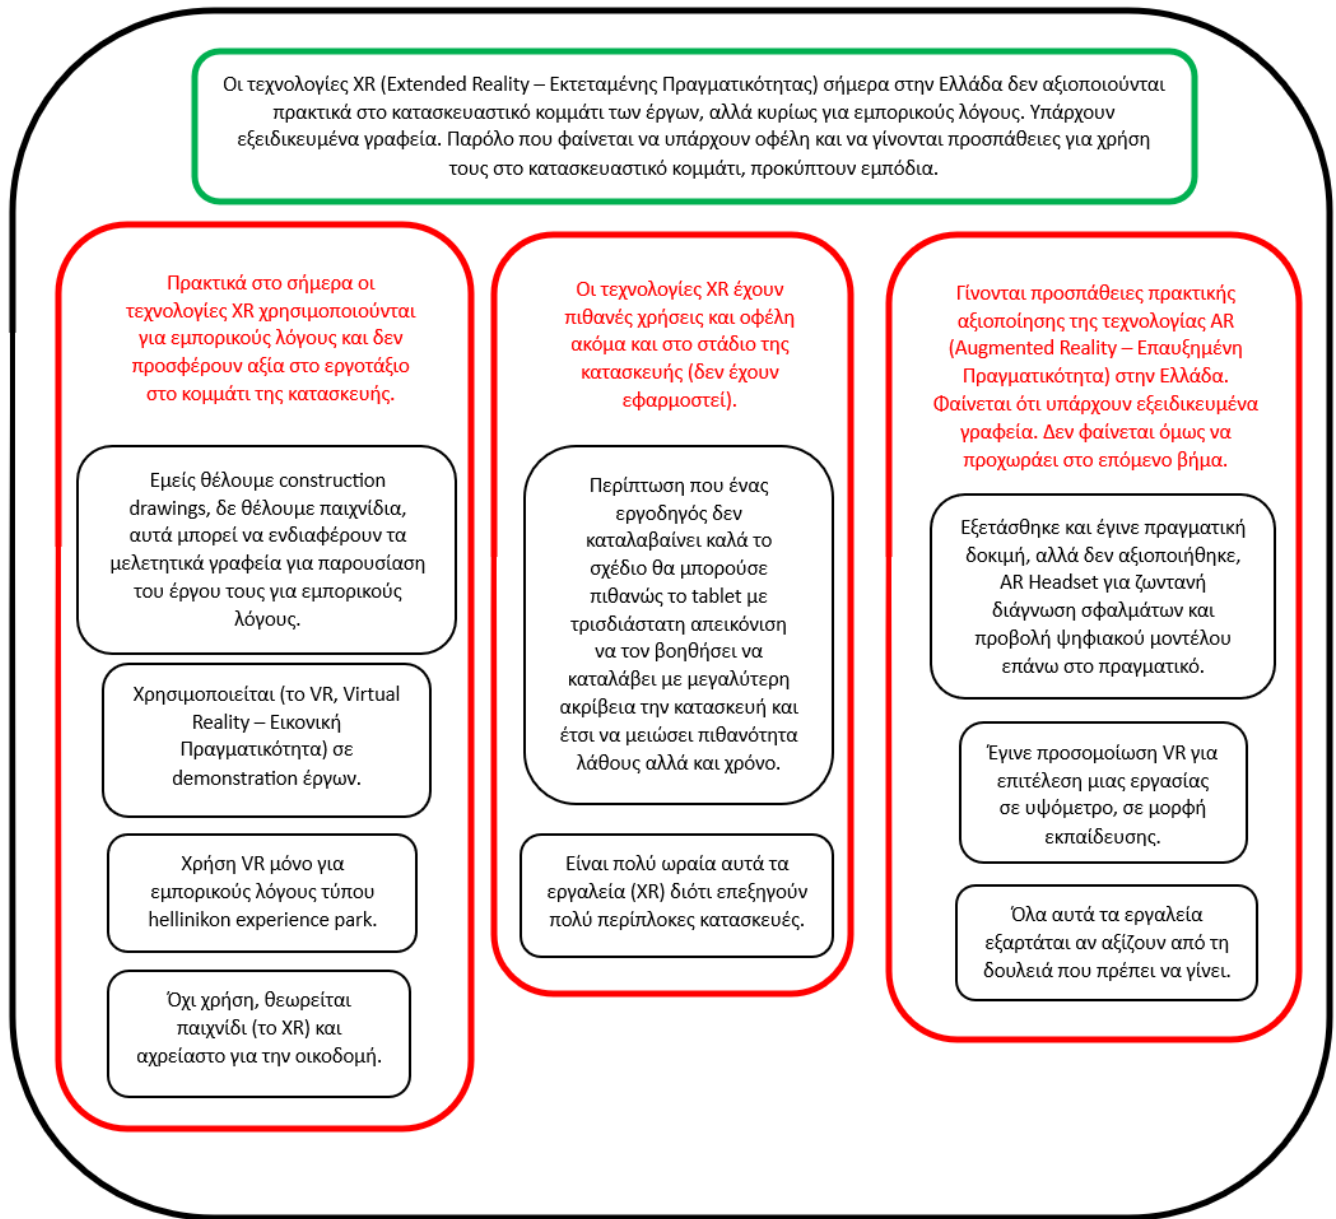 Οι τεχνολογίες XR (Extended Reality – Εκτεταμένης Πραγματικότητας) σήμερα στην Ελλάδα δεν αξιοποιούνται
πρακτικά στο κατασκευαστικό κομμάτι των έργων, αλλά κυρίως για εμπορικούς λόγους. Υπάρχουν
εξειδικευμένα γραφεία. Παρόλο που φαίνεται να υπάρχουν οφέλη και να γίνονται προσπάθειες για χρήση
τους στο κατασκευαστικό κομμάτι, προκύπτουν εμπόδια.
Πρακτικά στο σήμερα οι
τεχνολογίες XR χρησιμοποιούνται
για εμπορικούς λόγους και δεν
προσφέρουν αξία στο εργοτάξιο
στο κομμάτι της κατασκευής.
Εμείς θέλουμε construction
drawings, δε θέλουμε παιχνίδια,
αυτά μπορεί να ενδιαφέρουν τα
μελετητικά γραφεία για παρουσίαση
του έργου τους για εμπορικούς
λόγους.
Χρησιμοποιείται (το VR, Virtual
Reality – Εικονική
Πραγματικότητα) σε
demonstration έργων.
Χρήση VR μόνο για
εμπορικούς λόγους τύπου
hellinikon experience park.
Όχι χρήση, θεωρείται
παιχνίδι (το XR) και
αχρείαστο για την οικοδομή.
Οι τεχνολογίες XR έχουν
πιθανές χρήσεις και οφέλη
ακόμα και στο στάδιο της
κατασκευής (δεν έχουν
εφαρμοστεί).
Περίπτωση που ένας
εργοδηγός δεν
καταλαβαίνει καλά το
σχέδιο θα μπορούσε
πιθανώς το tablet με
τρισδιάστατη απεικόνιση
να τον βοηθήσει να
καταλάβει με μεγαλύτερη
ακρίβεια την κατασκευή και
έτσι να μειώσει πιθανότητα
λάθους αλλά και χρόνο.
Είναι πολύ ωραία αυτά τα
εργαλεία (XR) διότι επεξηγούν
πολύ περίπλοκες κατασκευές.
Γίνονται προσπάθειες πρακτικής
αξιοποίησης της τεχνολογίας AR
(Augmented Reality – Επαυξημένη
Πραγματικότητα) στην Ελλάδα.
Φαίνεται ότι υπάρχουν εξειδικευμένα
γραφεία. Δεν φαίνεται όμως να
προχωράει στο επόμενο βήμα.
Εξετάσθηκε και έγινε πραγματική
δοκιμή, αλλά δεν αξιοποιήθηκε,
AR Headset για ζωντανή
διάγνωση σφαλμάτων και
προβολή ψηφιακού μοντέλου
επάνω στο πραγματικό.
Έγινε προσομοίωση VR για
επιτέλεση μιας εργασίας
σε υψόμετρο, σε μορφή
εκπαίδευσης.
Όλα αυτά τα εργαλεία
εξαρτάται αν αξίζουν από τη
δουλειά που πρέπει να γίνει.